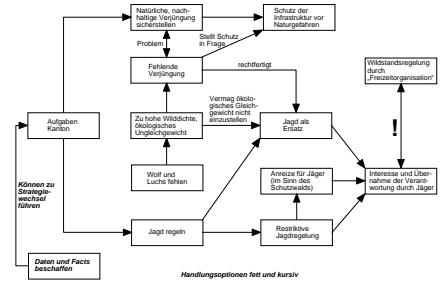 Natürliche, nach-
haltige Verjüngung
sicherstellen
Schutz der
Infrastruktur vor
Naturgefahren
Problem
Stellt Schutz
in Frage
Fehlende
Verjüngung
rechtfertigt
Wildstandsregelung
durch
„Freizeitorganisation“
Vermag ökolo-
gisches Gleich-
gewicht nicht
einzustellen
Aufgaben
Kanton
Zu hohe Wilddichte,
ökologisches
Ungleichgewicht
Jagd als
Ersatz
!
Können zu
Strategie-
wechsel
führen
Wolf und
Luchs fehlen
Anreize für Jäger
(im Sinn des
Schutzwalds)
Interesse und Über-
nahme der Verant-
wortung durch Jäger
Jagd regeln
Restriktive
Jagdregelung
Daten und Facts
beschaffen
Handlungsoptionen fett und kursiv